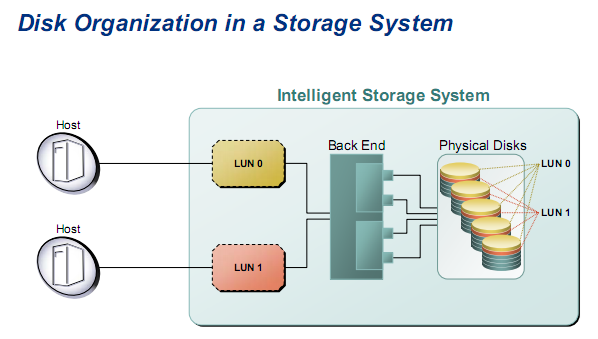 Disk Organization in a Storage System
Intelligent Storage System
Host
LUN 0
Back End
Physical Disks
LUN 0
LUN 1
Host
LUN 1